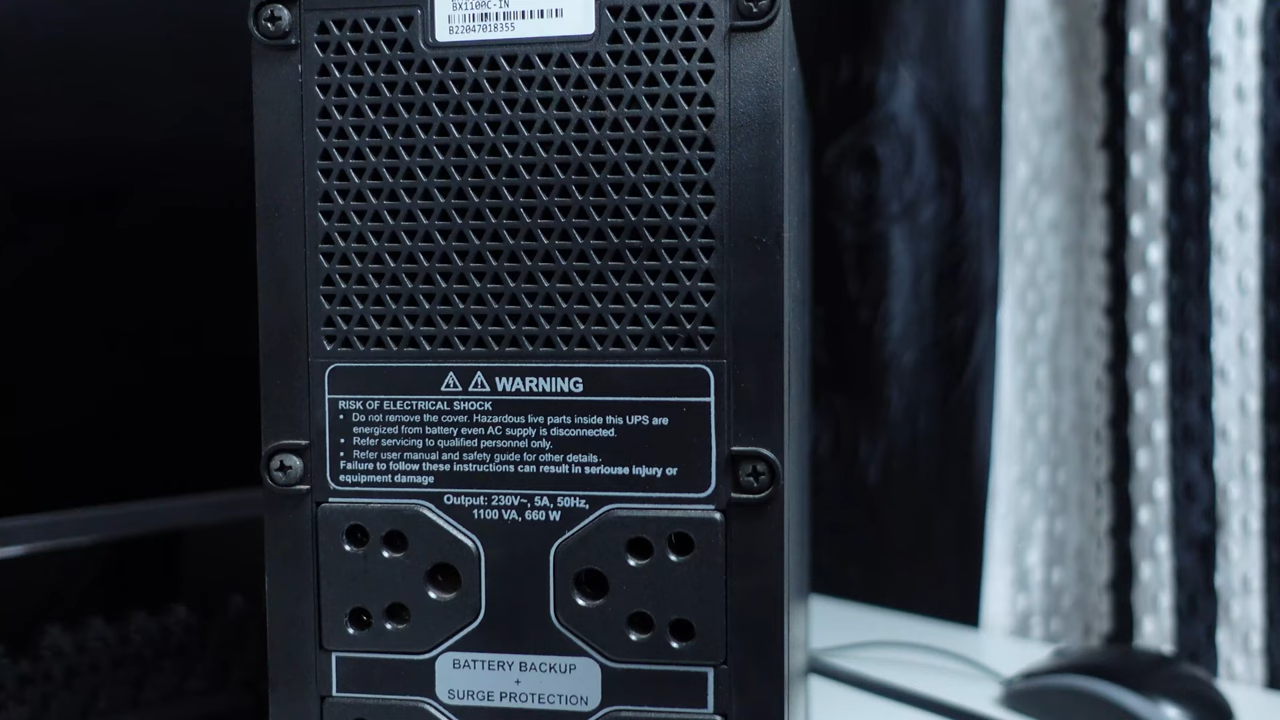 BX1100C-IN
B22047018355
WARNING
RISK OF ELECTRICAL SHOCK
• Do not remove the cover. Hazardous live parts inside this UPS are
energized from battery even AC supply is disconnected.
• Refer servicing to qualified personnel only.
• Refer user manual and safety guide for other details.
Failure to follow these instructions can result in seriouse injury or
equipment damage
Output: 230V~, 5A, 50Hz,
1100 VA, 660 W
BATTERY BACKUP
+
SURGE PROTECTION